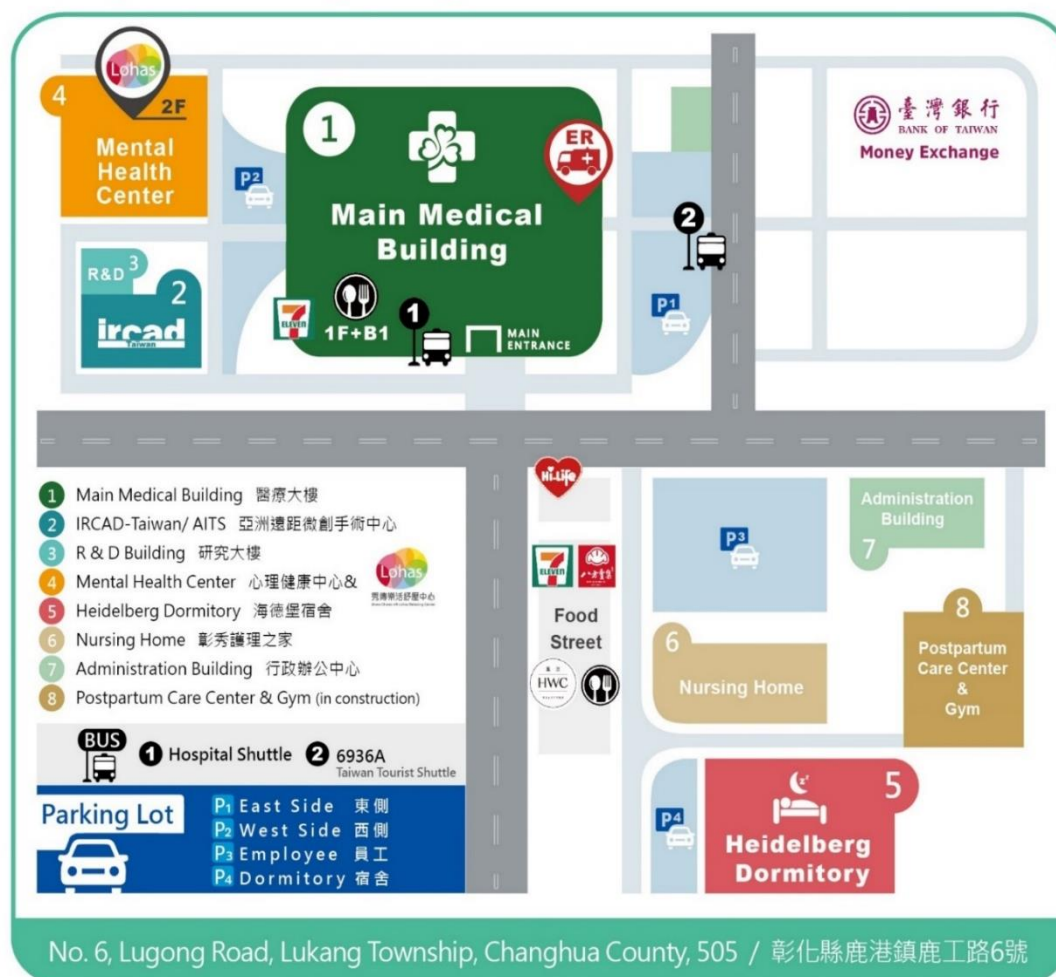 Lohas
2F
4
Mental
Health
Center
P2
1
ER
Main Medical
Building
7
ELEVEN
1F+B1
1
MAIN
ENTRANCE
2
P1
臺灣銀行
BANK OF TAIWAN
Money Exchange
R&D
3
2
ircad
Taiwan
1 Main Medical Building 醫療大樓
2 IRCAD-Taiwan/ AITS 亞洲遠距微創手術中心
3 R & D Building 研究大樓
4 Mental Health Center 心理健康中心&
Lohas
秀傳樂活舒壓中心
5 Heidelberg Dormitory 海德堡宿舍
6 Nursing Home 彰秀護理之家
7 Administration Building 行政辦公中心
8 Postpartum Care Center & Gym (in construction)
BUS
1 Hospital Shuttle 2 6936A
Taiwan Tourist Shuttle
Parking Lot
P1 East Side 東側
P2 West Side 西側
P3 Employee 員工
P4 Dormitory 宿舍
Hi-Life
7
ELEVEN
Food
Street
HWC
P3
Administration
Building
7
6
Nursing Home
8
Postpartum
Care Center
&
Gym
P4
z
5
Heidelberg
Dormitory
No. 6, Lugong Road, Lukang Township, Changhua County, 505 / 彰化縣鹿港鎮鹿工路6號